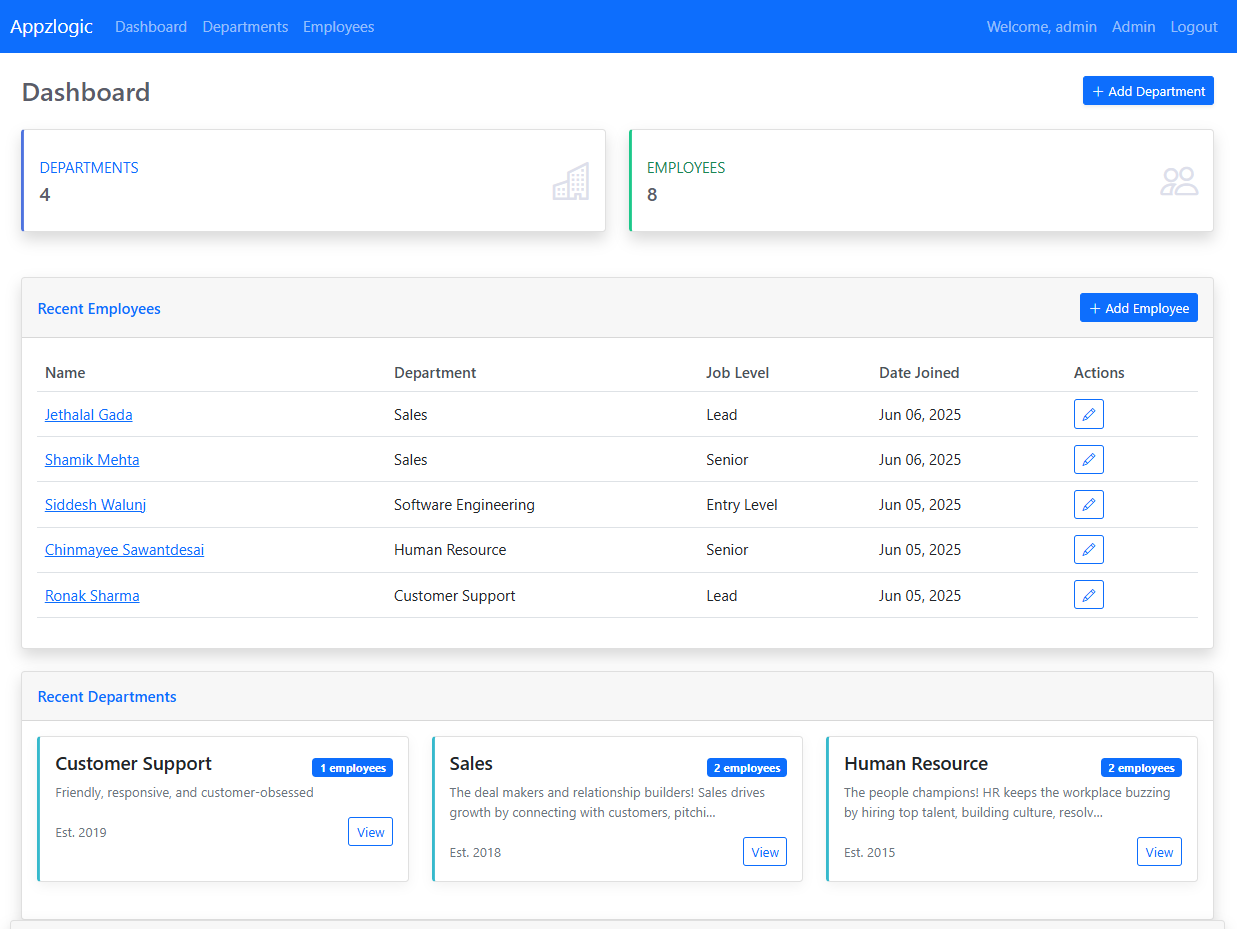 Appzlogic Dashboard Departments Employees Welcome, admin Admin Logout
Dashboard
+ Add Department
DEPARTMENTS
4
EMPLOYEES
8
Recent Employees
+ Add Employee
Name Department Job Level Date Joined Actions
Jethalal Gada Sales Lead Jun 06, 2025
Shamik Mehta Sales Senior Jun 06, 2025
Siddesh Walunj Software Engineering Entry Level Jun 05, 2025
Chinmayee Sawantdesai Human Resource Senior Jun 05, 2025
Ronak Sharma Customer Support Lead Jun 05, 2025
Recent Departments
Customer Support
1 employees
Friendly, responsive, and customer-obsessed
Est. 2019
View
Sales
2 employees
The deal makers and relationship builders! Sales drives
growth by connecting with customers, pitchi...
Est. 2018
View
Human Resource
2 employees
The people champions! HR keeps the workplace buzzing
by hiring top talent, building culture, resolv...
Est. 2015
View